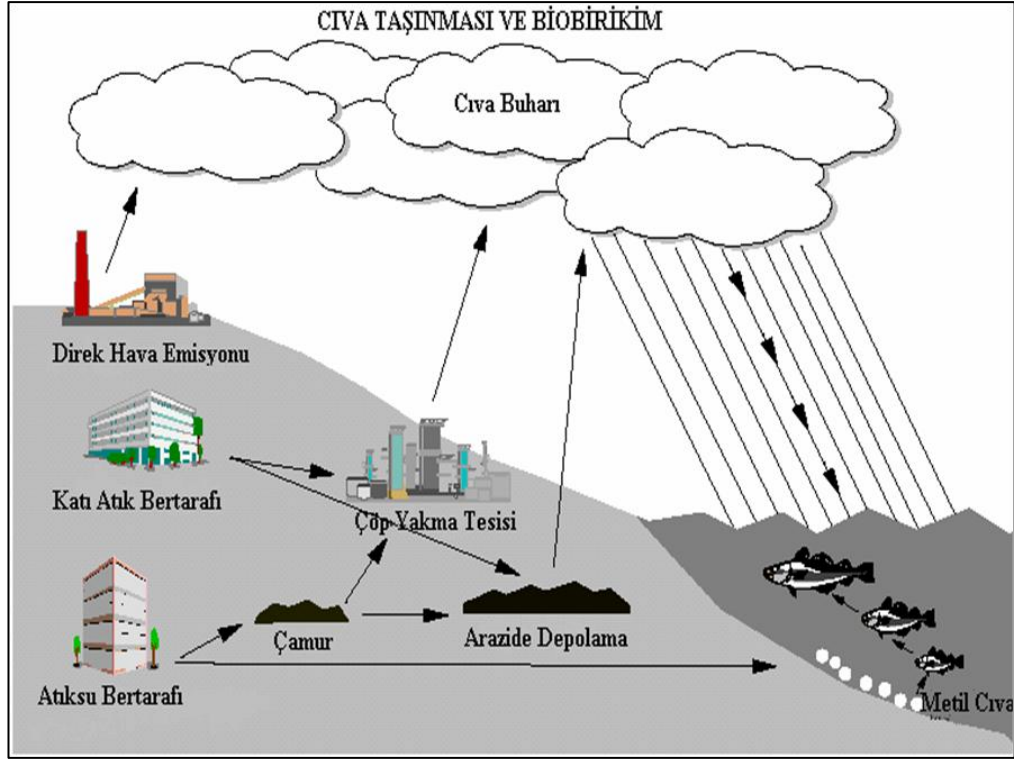 CIVA TAŞINMASI VE BİOBİRİKİM
Cıva Buharı
Direk Hava Emisyonu
Katı Atık Bertarafı
Çöp Yakma Tesisi
Çamur
Arazide Depolama
Atıksu Bertarafı
Metil Cıva